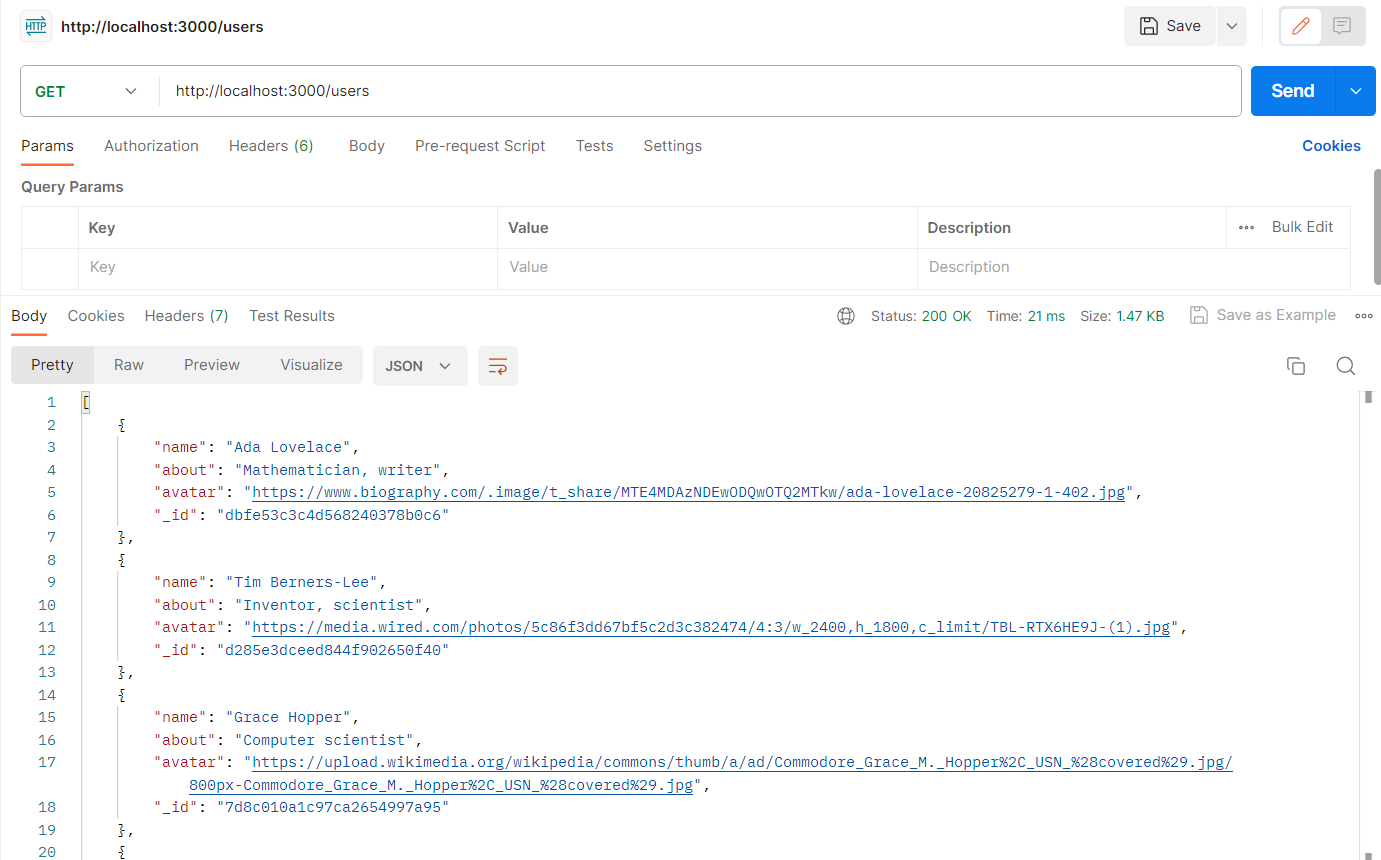 HTTP http://localhost:3000/users Save
GET http://localhost:3000/users Send
Params Authorization Headers (6) Body Pre-request Script Tests Settings Cookies
Query Params
Key Value Description ••• Bulk Edit
Key Value Description
Body Cookies Headers (7) Test Results Status: 200 OK Time: 21 ms Size: 1.47 KB Save as Example
Pretty Raw Preview Visualize JSON
1 [
2 {
3 "name": "Ada Lovelace",
4 "about": "Mathematician, writer",
5 "avatar": "https://www.biography.com/.image/t_share/MTE4MDAzNDEwODQwOTQ2MTkw/ada-lovelace-20825279-1-402.jpg",
6 "_id": "dbfe53c3c4d568240378b0c6"
7 },
8 {
9 "name": "Tim Berners-Lee",
10 "about": "Inventor, scientist",
11 "avatar": "https://media.wired.com/photos/5c86f3dd67bf5c2d3c382474/4:3/w_2400,h_1800,c_limit/TBL-RTX6HE9J-(1).jpg",
12 "_id": "d285e3dceed844f902650f40"
13 },
14 {
15 "name": "Grace Hopper",
16 "about": "Computer scientist",
17 "avatar": "https://upload.wikimedia.org/wikipedia/commons/thumb/a/ad/Commodore_Grace_M._Hopper%2C_USN_%28covered%29.jpg/
800px-Commodore_Grace_M._Hopper%2C_USN_%28covered%29.jpg",
18 "_id": "7d8c010a1c97ca2654997a95"
19 },
20 {